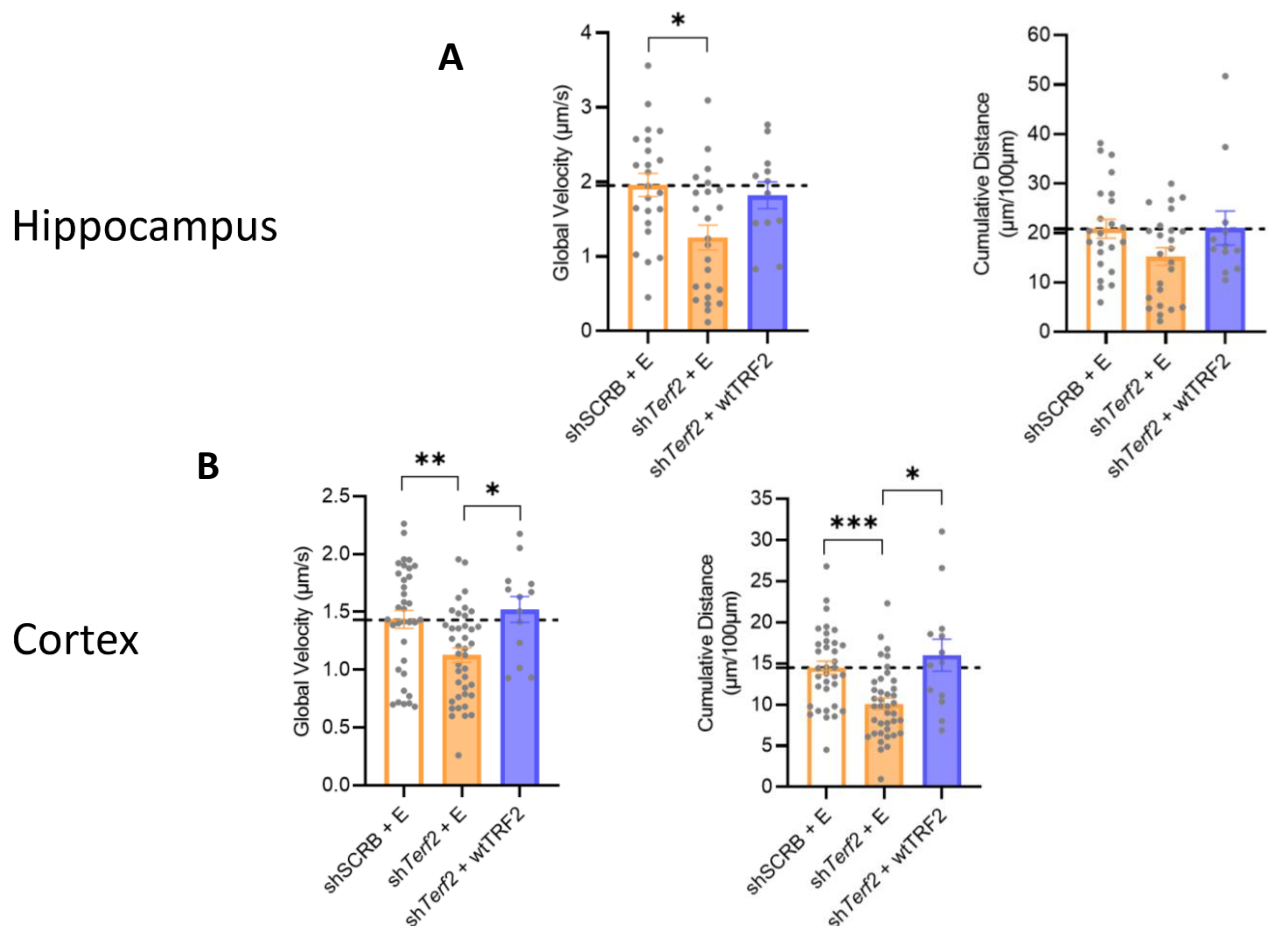 A
Hippocampus
*
Global Velocity (µm/s)
4
3
2
1
0
shSCRB + E
shTerf2 + E
shTerf2 + wtTRF2
Cumulative Distance
(µm/100µm)
60
50
40
30
20
10
0
shSCRB + E
shTerf2 + E
shTerf2 + wtTRF2
B
Cortex
**
*
Global Velocity (µm/s)
2.5
2.0
1.5
1.0
0.5
0.0
shSCRB + E
shTerf2 + E
shTerf2 + wtTRF2
*
***
Cumulative Distance
(µm/100µm)
35
30
25
20
15
10
5
0
shSCRB + E
shTerf2 + E
shTerf2 + wtTRF2